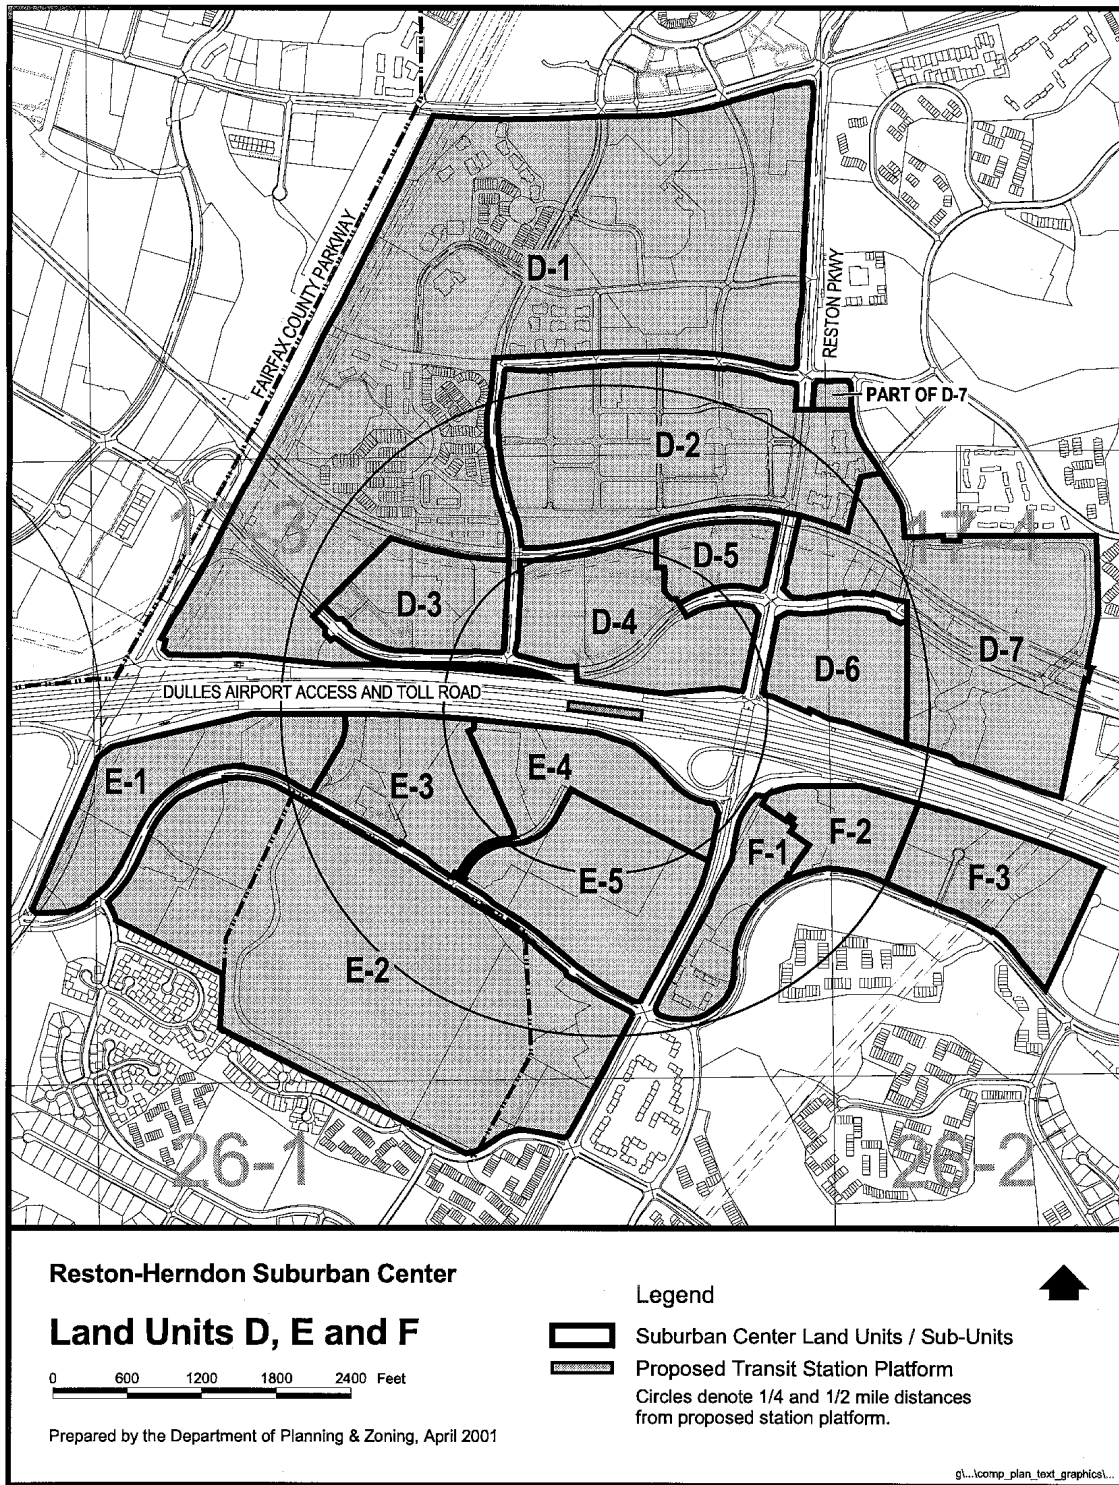 D-1
FAIRFAX COUNTY PARKWAY
RESTON PKWY
PART OF D-7
D-2
17-4
D-5
D-3
D-4
D-7
D-6
DULLES AIRPORT ACCESS AND TOLL ROAD
E-1
E-3
E-4
F-2
F-1
F-3
E-5
E-2
26-1
26-2
Reston-Herndon Suburban Center
Land Units D, E and F
0 600 1200 1800 2400 Feet
Prepared by the Department of Planning & Zoning, April 2001
Legend
Suburban Center Land Units / Sub-Units
Proposed Transit Station Platform
Circles denote 1/4 and 1/2 mile distances
from proposed station platform.
g\...\comp_plan_text_graphics\...